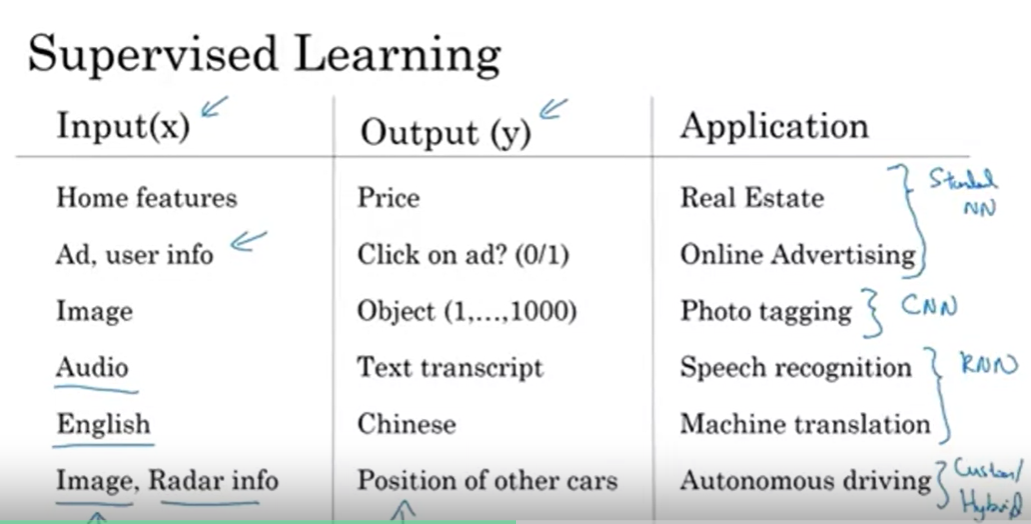 Supervised Learning
Input(x) Output (y) Application
Home features Price Real Estate
Standard
NN
Ad, user info Click on ad? (0/1) Online Advertising
Image Object (1,...,1000) Photo tagging CNN
Audio Text transcript Speech recognition RNN
English Chinese Machine translation
Image, Radar info Position of other cars Autonomous driving Custom/
Hybrid